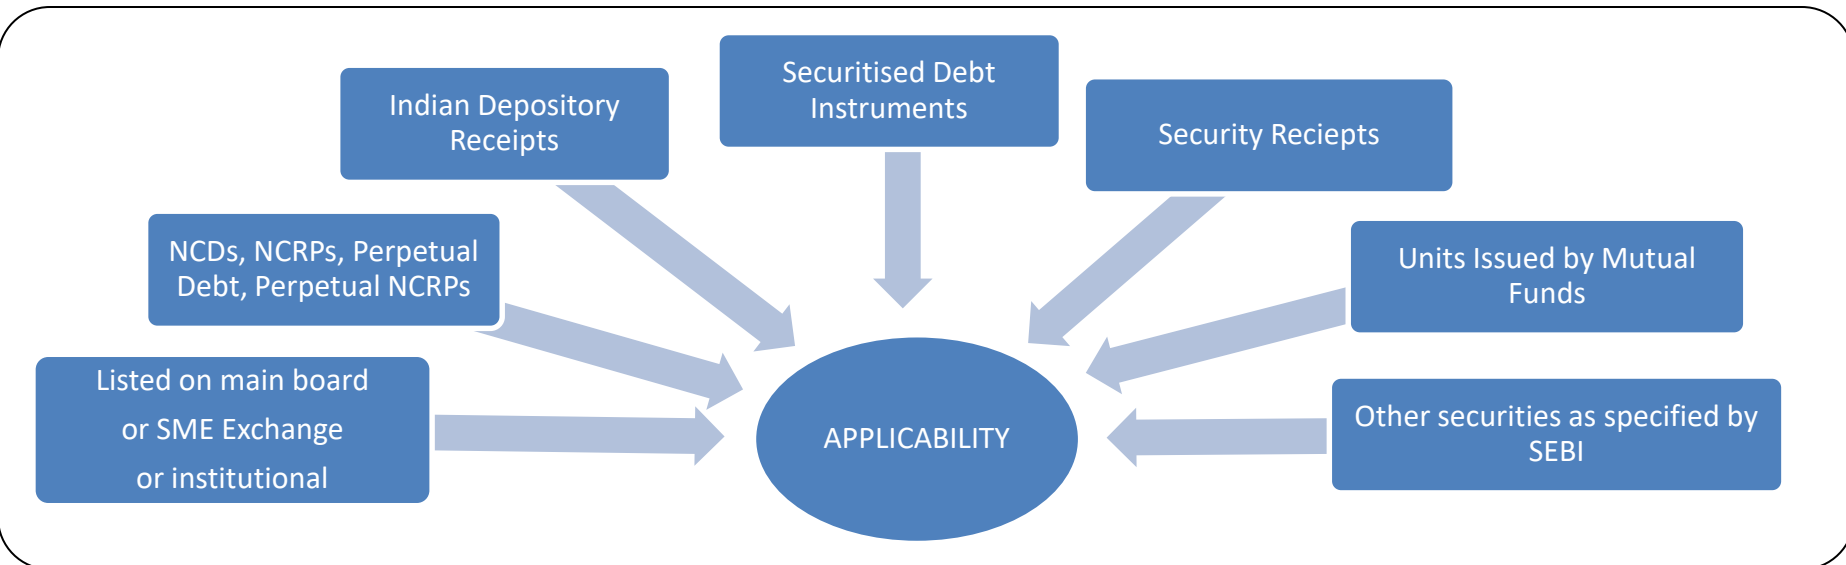 Securitised Debt
Instruments
Indian Depository
Receipts
Security Reciepts
NCDs, NCRPs, Perpetual
Debt, Perpetual NCRPs
Units Issued by Mutual
Funds
Listed on main board
or SME Exchange
or institutional
APPLICABILITY
Other securities as specified by
SEBI